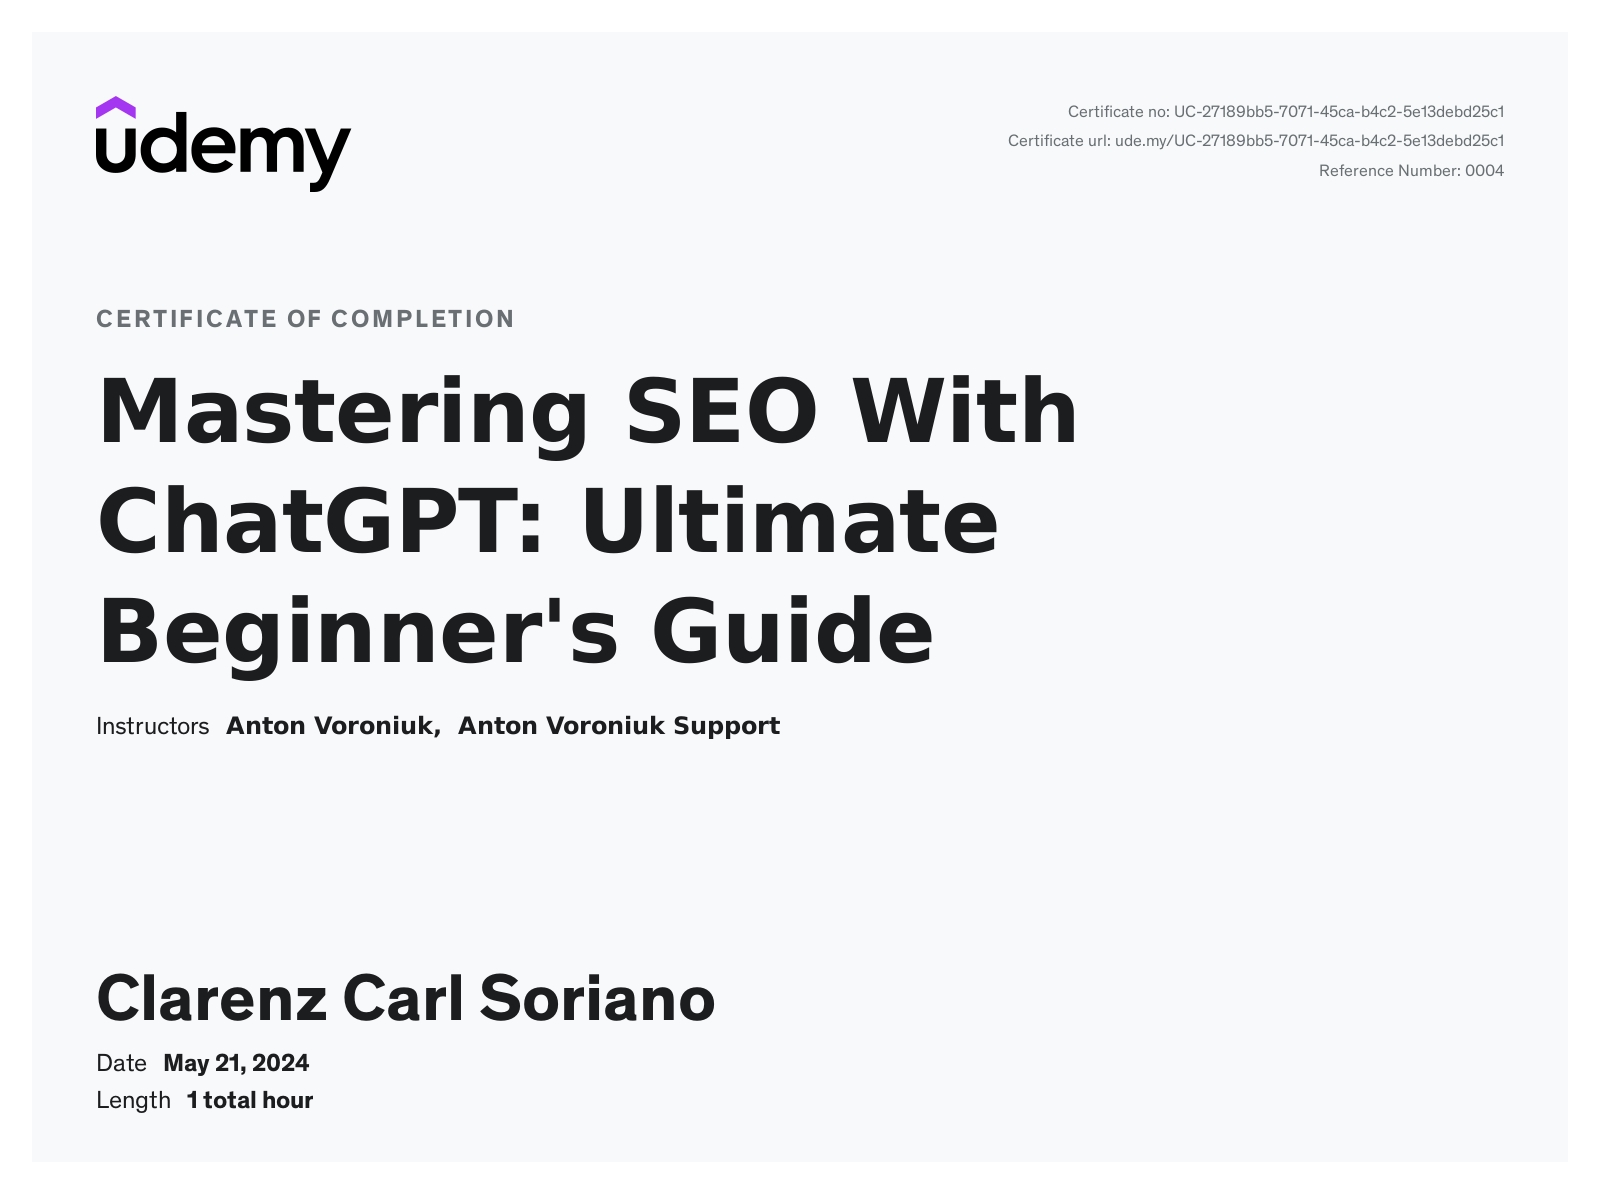 udemy
Certificate no: UC-27189bb5-7071-45ca-b4c2-5e13debd25c1
Certificate url: ude.my/UC-27189bb5-7071-45ca-b4c2-5e13debd25c1
Reference Number: 0004
CERTIFICATE OF COMPLETION
Mastering SEO With
ChatGPT: Ultimate
Beginner's Guide
Instructors Anton Voroniuk, Anton Voroniuk Support
Clarenz Carl Soriano
Date May 21, 2024
Length 1 total hour